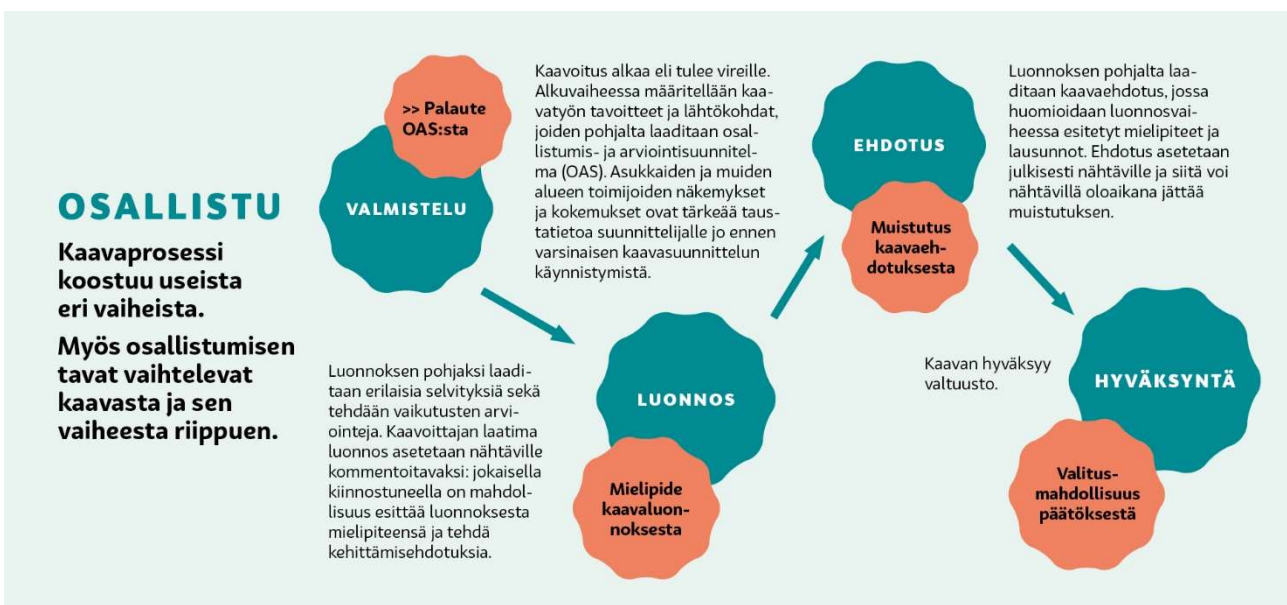 OSALLISTU
Kaavaprosessi
koostuu useista
eri vaiheista.
Myös osallistumisen
tavat vaihtelevat
kaavasta ja sen
vaiheesta riippuen.
>> Palaute
OAS:sta
VALMISTELU
Kaavoitus alkaa eli tulee vireille.
Alkuvaiheessa määritellään kaa-
vatyön tavoitteet ja lähtökohdat,
joiden pohjalta laaditaan osal-
listumis- ja arviointisuunnitel-
ma (OAS). Asukkaiden ja muiden
alueen toimijoiden näkemykset
ja kokemukset ovat tärkeää taus-
tatietoa suunnittelijalle jo ennen
varsinaisen kaavasuunnittelun
käynnistymistä.
Luonnoksen pohjaksi laadi-
taan erilaisia selvityksiä sekä
tehdään vaikutusten arvi-
ointeja. Kaavoittajan laatima
luonnos asetetaan nähtäville
kommentoitavaksi: jokaisella
kiinnostuneella on mahdol-
lisuus esittää luonnoksesta
mielipiteensä ja tehdä
kehittämisehdotuksia.
LUONNOS
Mielipide
kaavaluon-
noksesta
EHDOTUS
Muistutus
kaavaeh-
dotuksesta
Luonnoksen pohjalta laa-
ditaan kaavaehdotus, jossa
huomioidaan luonnosvai-
heessa esitetyt mielipiteet ja
lausunnot. Ehdotus asetetaan
julkisesti nähtäville ja siitä voi
nähtävillä oloaikana jättää
muistutuksen.
Kaavan hyväksyy
valtuusto.
HYVÄKSYNTÄ
Valitus-
mahdollisuus
päätöksestä